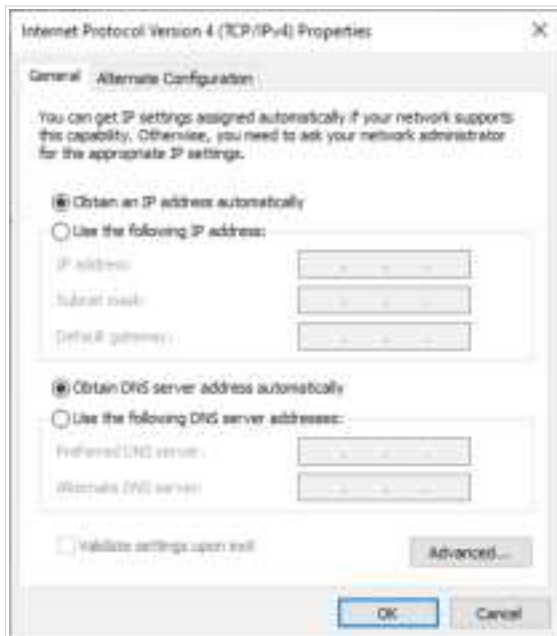 Internet Protocol Version 4 (TCP/IPv4) Properties
General
Alternate Configuration
You can get IP settings assigned automatically if your network supports
this capability. Otherwise, you need to ask your network administrator
for the appropriate IP settings.
Obtain an IP address automatically
Use the following IP address:
IP address:
Subnet mask:
Default gateway:
Obtain DNS server address automatically
Use the following DNS server addresses:
Preferred DNS server:
Alternate DNS server:
Validate settings upon exit
Advanced...
OK
Cancel